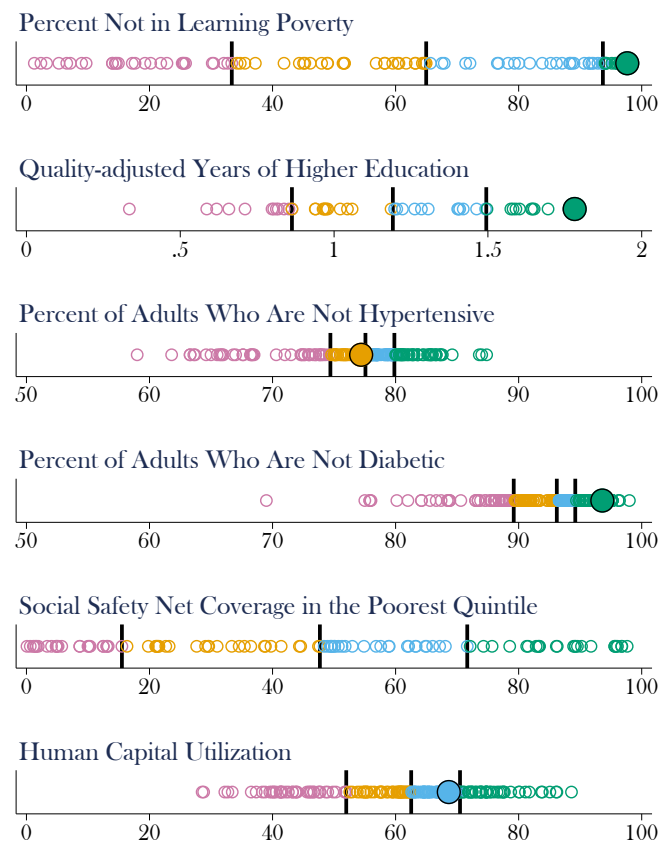 Percent Not in Learning Poverty
0 20 40 60 80 100
Quality-adjusted Years of Higher Education
0 .5 1 1.5 2
Percent of Adults Who Are Not Hypertensive
50 60 70 80 90 100
Percent of Adults Who Are Not Diabetic
50 60 70 80 90 100
Social Safety Net Coverage in the Poorest Quintile
0 20 40 60 80 100
Human Capital Utilization
0 20 40 60 80 100